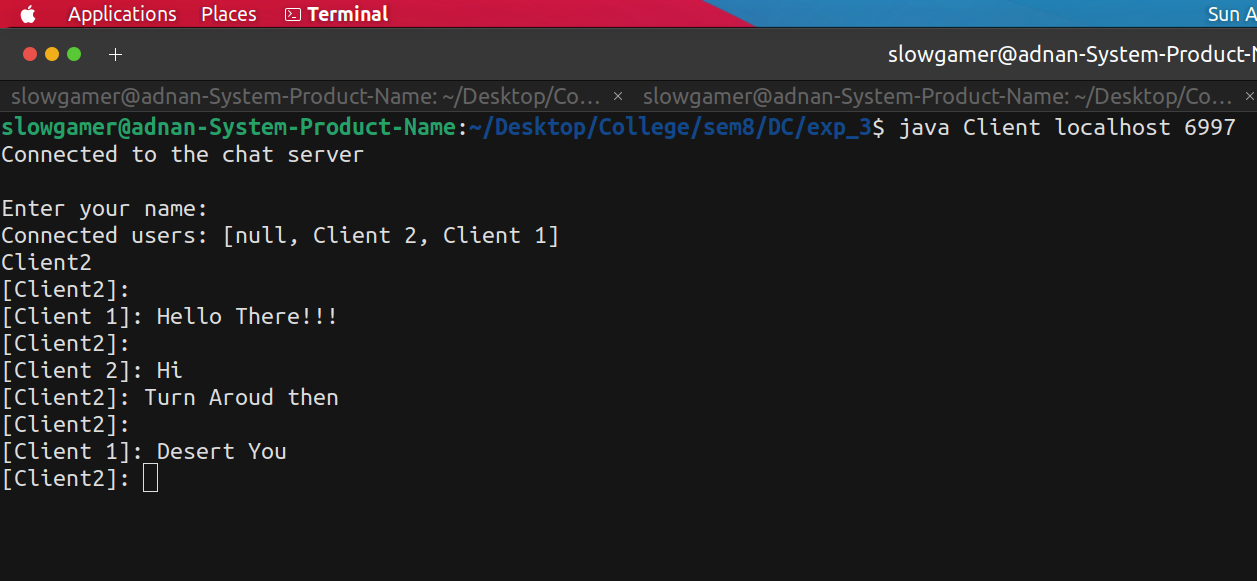 Applications Places Terminal Sun A
slowgamer@adnan-System-Product-N
slowgamer@adnan-System-Product-Name: ~/Desktop/Co... × slowgamer@adnan-System-Product-Name: ~/Desktop/Co... ×
slowgamer@adnan-System-Product-Name:~/Desktop/College/sem8/DC/exp_3$ java Client localhost 6997
Connected to the chat server
Enter your name:
Connected users: [null, Client 2, Client 1]
Client2
[Client2]:
[Client 1]: Hello There!!!
[Client2]:
[Client 2]: Hi
[Client2]: Turn Aroud then
[Client2]:
[Client 1]: Desert You
[Client2]: